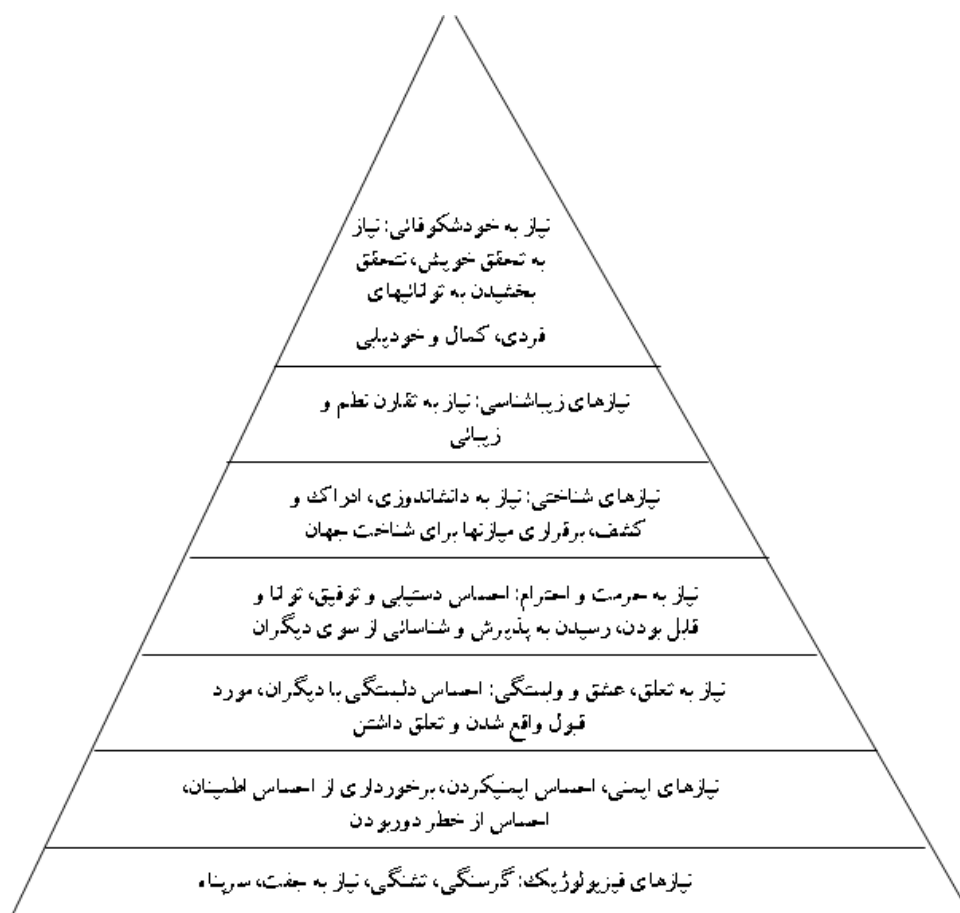 نیاز به خودشکوفائی: نیاز
به تحقق خویش، تحقق
بخشیدن به توانائیهای
فردی، کمال و خودیابی
نیازهای زیباشناسی: نیاز به تقارن نظم و
زیبائی
نیازهای شناختی: نیاز به دانشاندوزی، ادراک و
کشف، برقراری میازنها برای شناخت جهان
نیاز به حرمت و احترام: احساس دستیابی و توفیق، توانا و
قابل بودن، رسیدن به پذیرش و شناسائی از سوی دیگران
نیاز به تعلق، عشق و وابستگی: احساس دلبستگی با دیگران، مورد
قبول واقع شدن و تعلق داشتن
نیازهای ایمنی، احساس ایمنیکردن، برخورداری از احساس اطمینان،
احساس از خطر دوربودن
نیازهای فیزیولوژیک: گرسنگی، تشنگی، نیاز به جفت، سرپناه